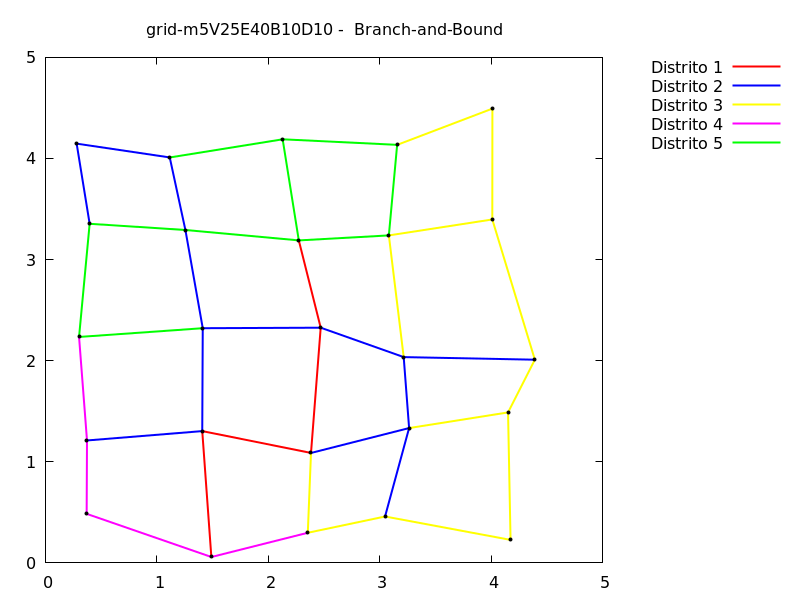 grid-m5V25E40B10D10 -  Branch-and-Bound
Distrito 1
Distrito 2
Distrito 3
Distrito 4
Distrito 5
5
4
3
2
1
0
0 1 2 3 4 5